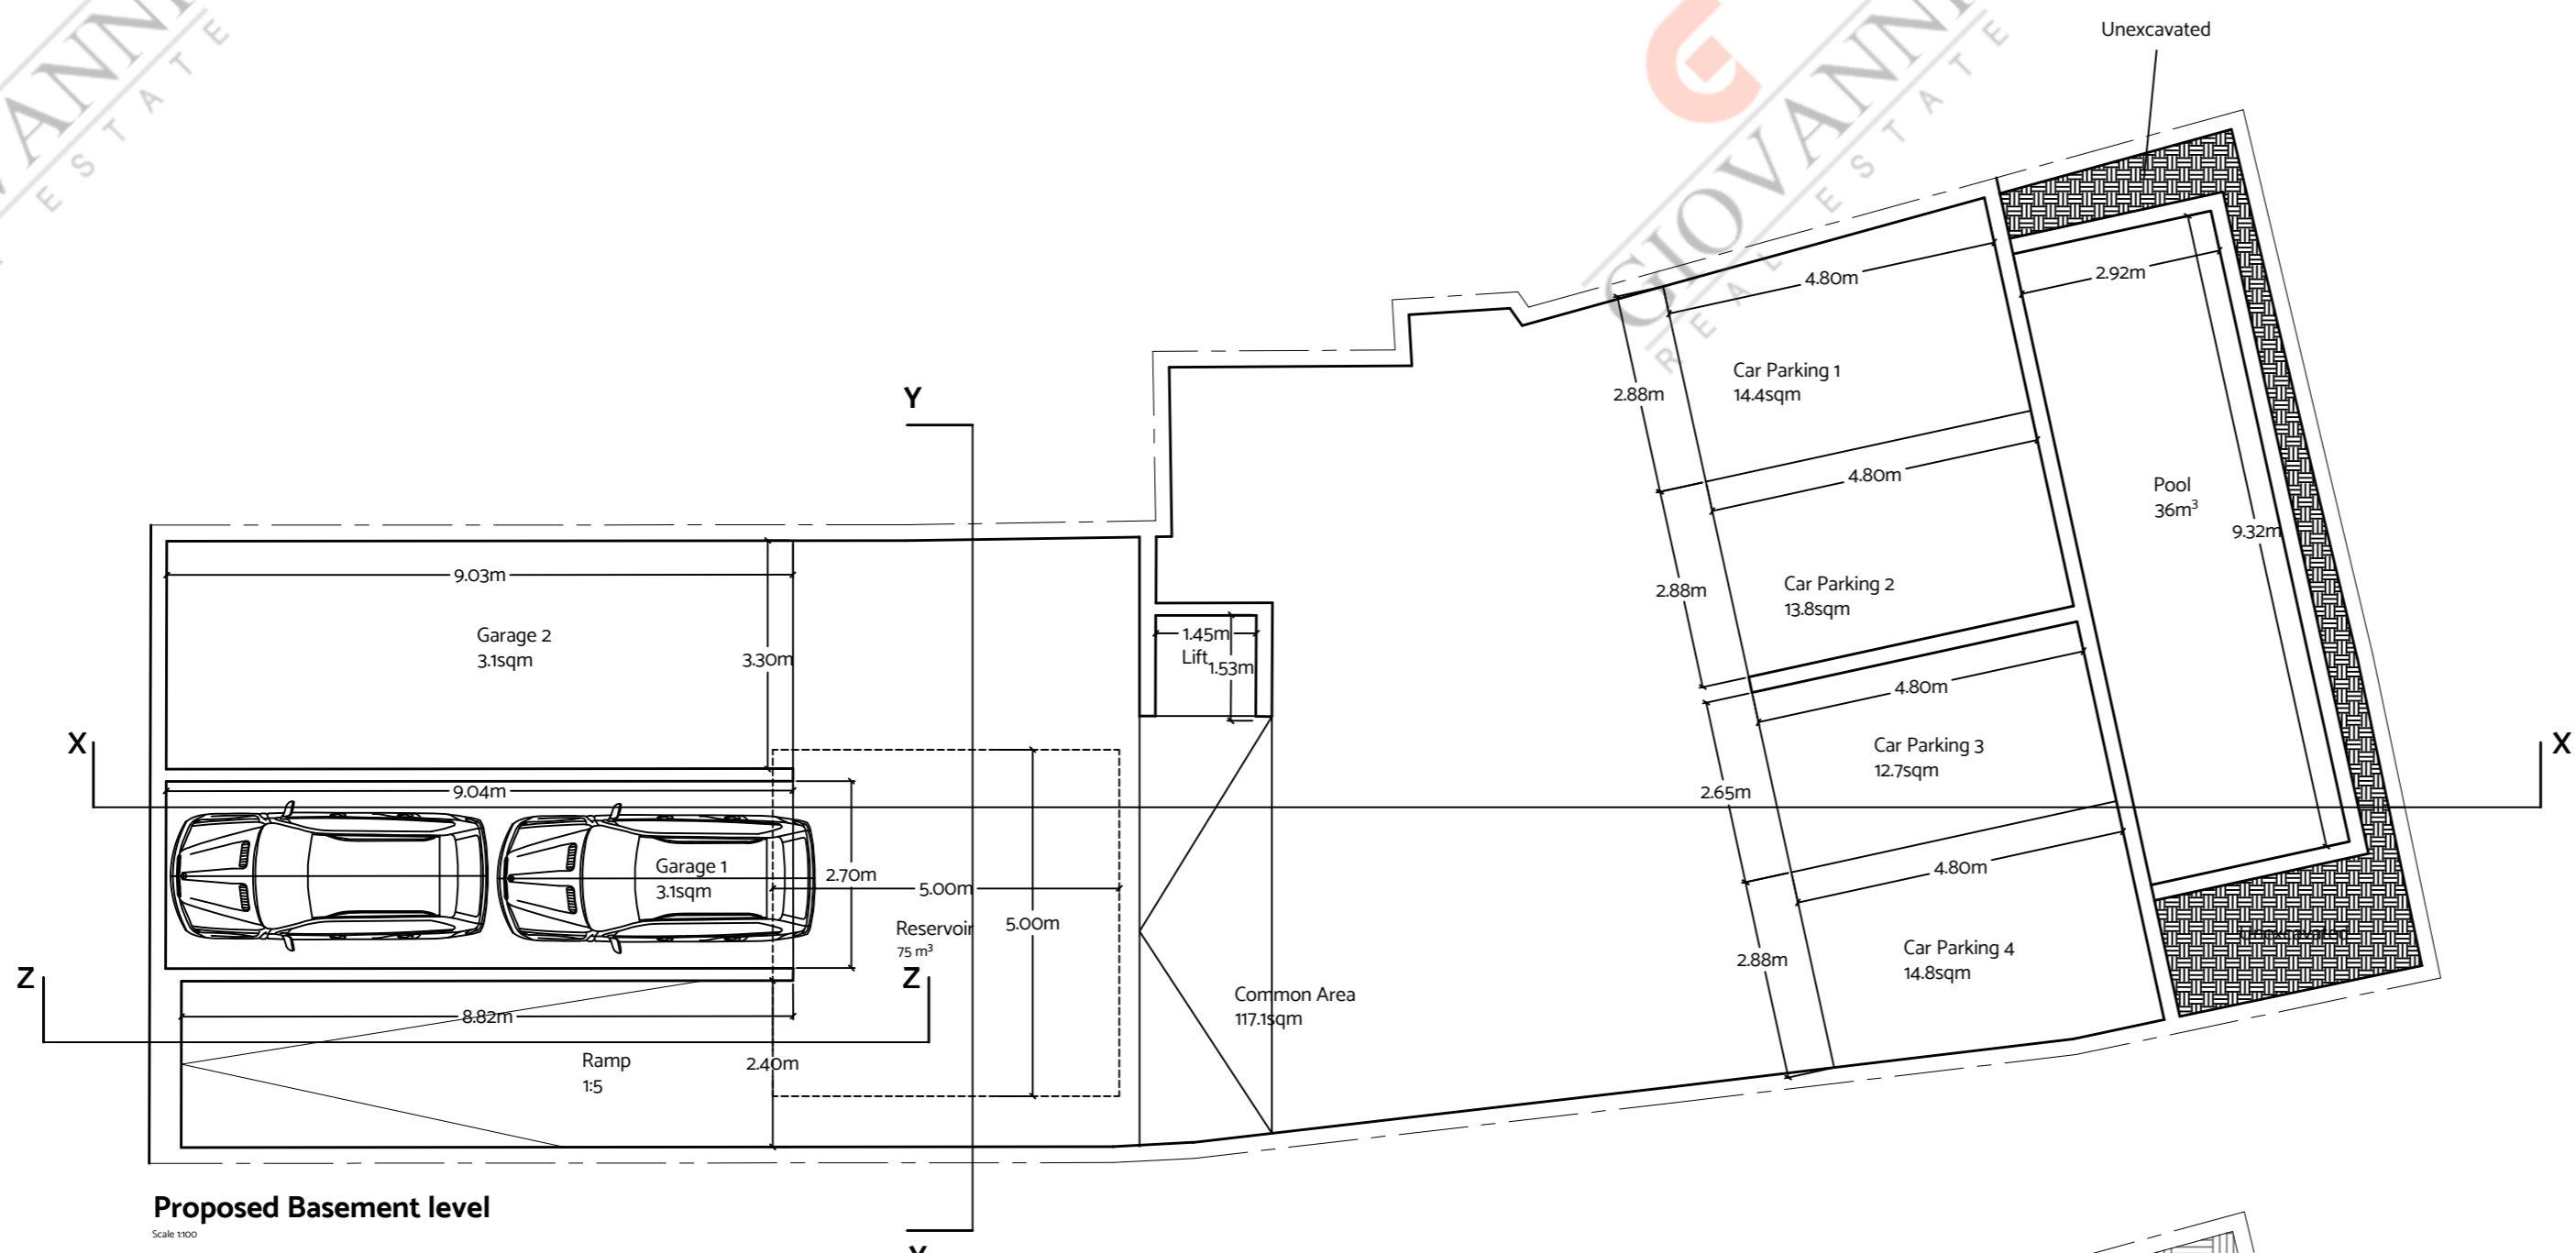 VANNI
ESTATE
GIOVANNI
REAL ESTATE
Unexcavated
4.80m
2.92m
2.88m
Car Parking 1
14.4sqm
4.80m
Pool
36m³
9.32m
2.88m
Car Parking 2
13.8sqm
Y
9.03m
Garage 2
3.1sqm
3.30m
1.45m
Lift
1.53m
4.80m
X
X
Car Parking 3
12.7sqm
2.65m
9.04m
Garage 1
3.1sqm
2.70m
5.00m
5.00m
Reservoir
75 m³
4.80m
Unexcavated
Car Parking 4
14.8sqm
2.88m
Z
Z
Common Area
117.1sqm
8.82m
Ramp
1:5
2.40m
Proposed Basement level
Scale 1:100
Y